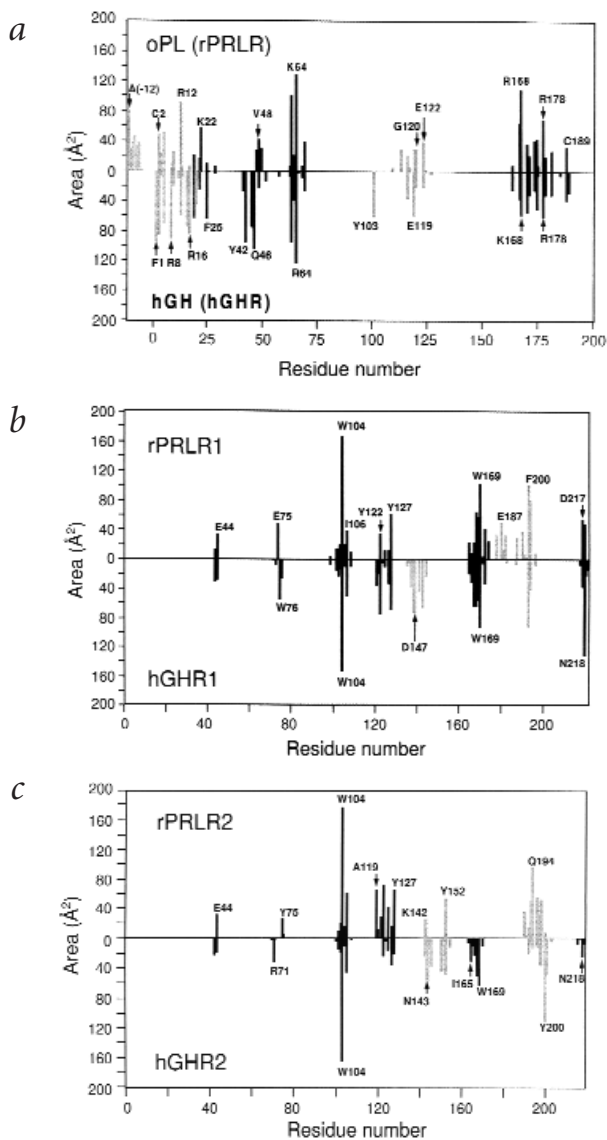 a
oPL (rPRLR)
K64
Δ(-12)
R12
C2
K22
V48
E122
G120
R168
R178
C189
200
160
120
80
40
0
40
80
120
160
200
Area (Å²)
F1
R8
R16
F25
Y42
Q46
R64
Y103
E119
K168
R178
hGH (hGHR)
0 25 50 75 100 125 150 175 200
Residue number
b
rPRLR1
W104
E44
E75
I106
Y122
Y127
W169
E187
F200
D217
200
160
120
80
40
0
40
80
120
160
200
Area (Å²)
W76
W104
D147
W169
N218
hGHR1
0 40 80 120 160 200
Residue number
c
rPRLR2
W104
E44
Y75
A119
Y127
K142
Y152
Q194
200
160
120
80
40
0
40
80
120
160
200
Area (Å²)
R71
W104
N143
I165
W169
Y200
N218
hGHR2
0 40 80 120 160 200
Residue number